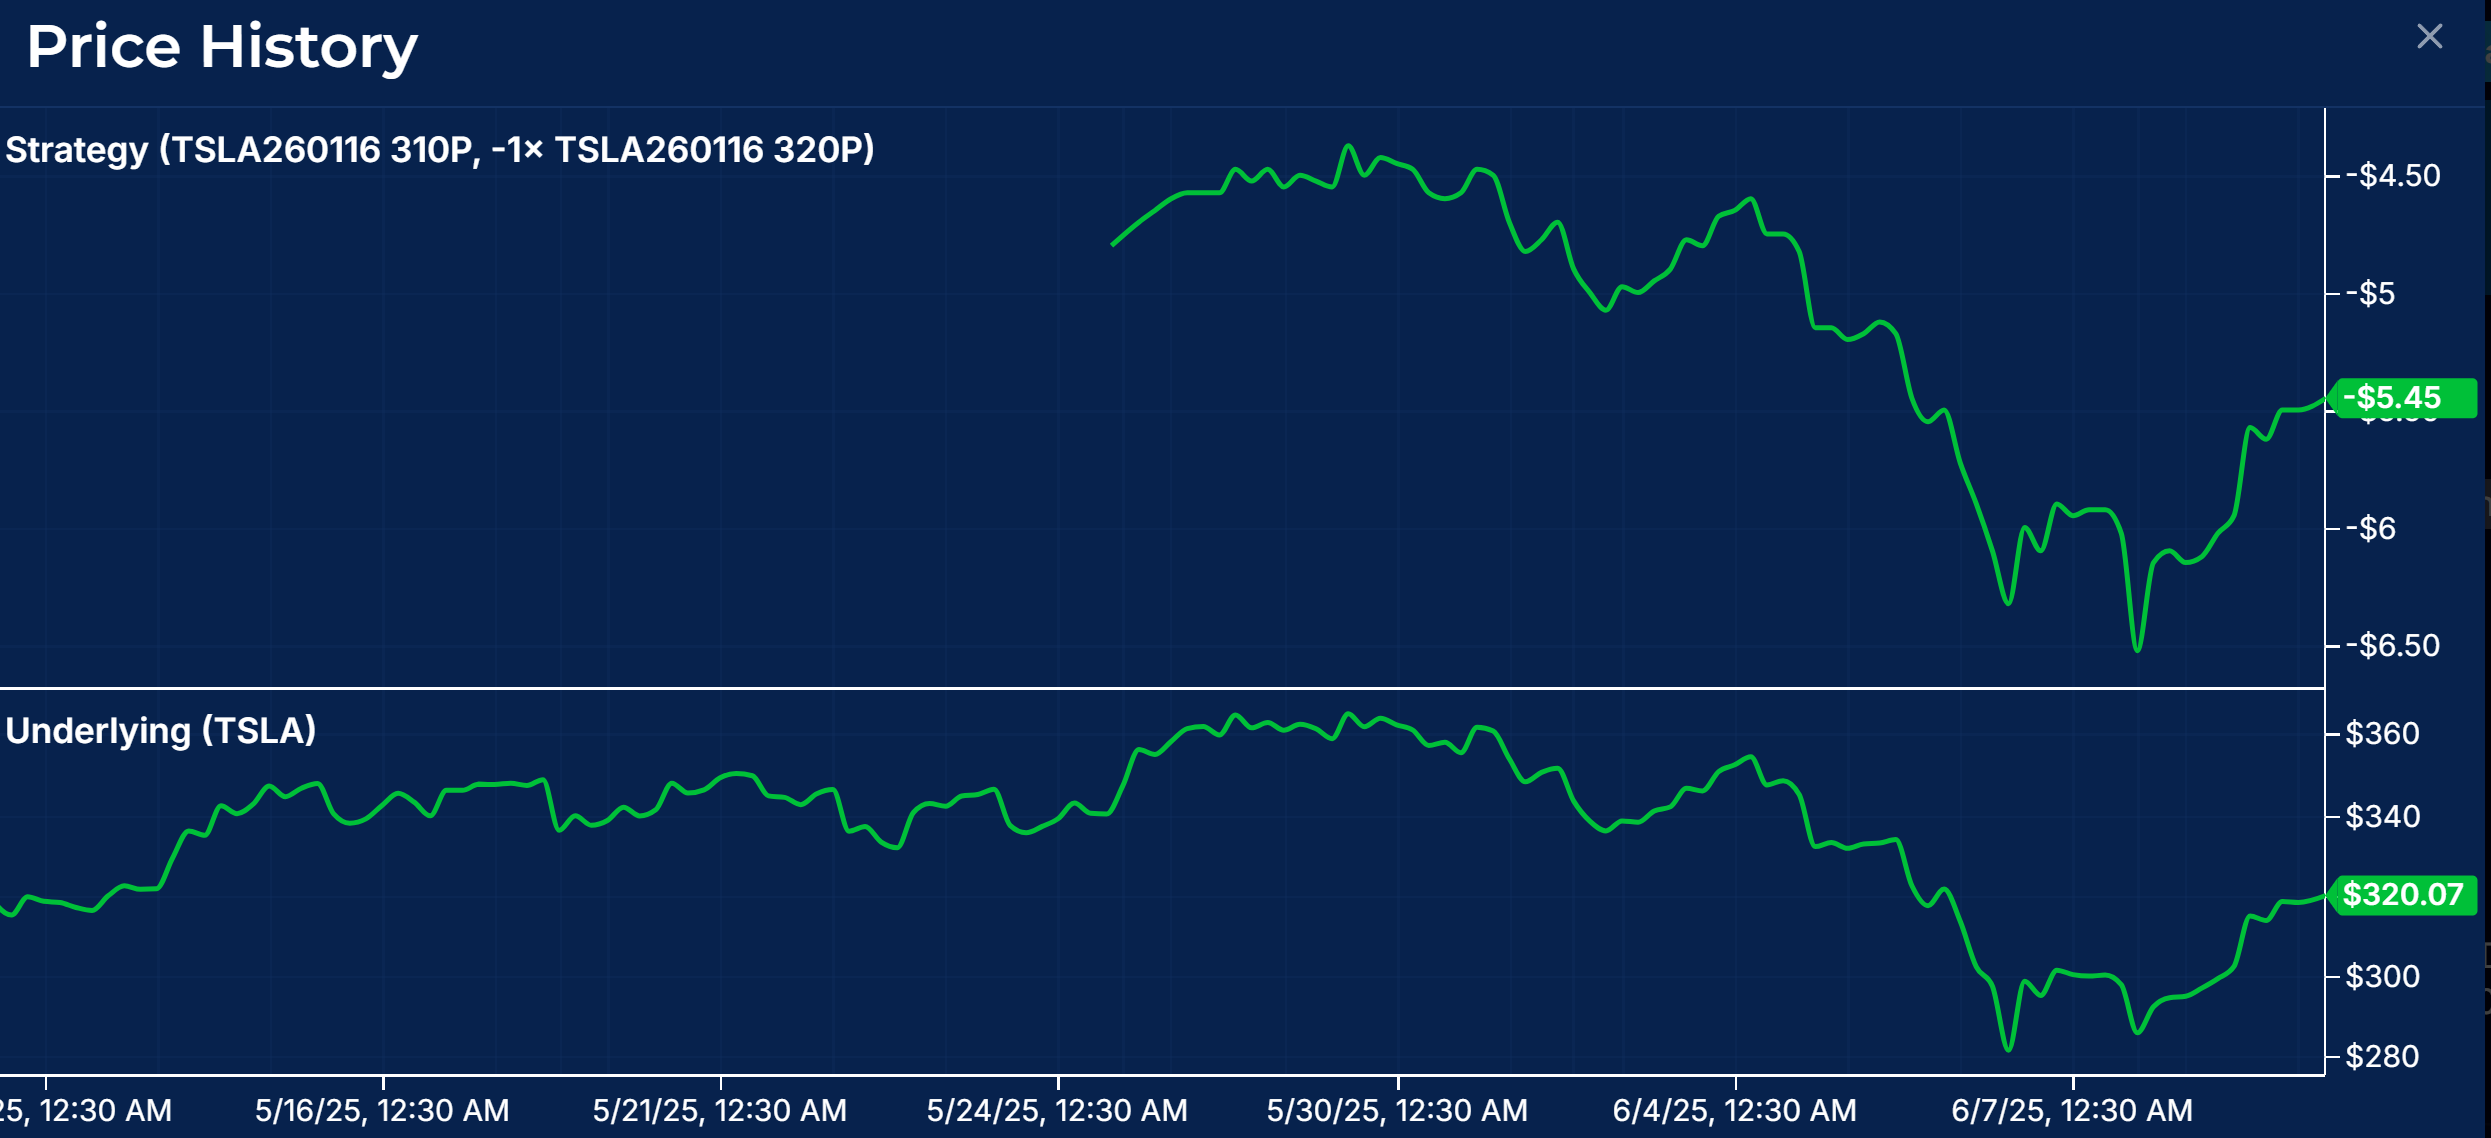 Price History
Strategy (TSLA260116 310P, -1× TSLA260116 320P)
-$4.50
-$5
-$5.45
-$6
-$6.50
Underlying (TSLA)
$360
$340
$320.07
$300
$280
25, 12:30 AM 5/16/25, 12:30 AM 5/21/25, 12:30 AM 5/24/25, 12:30 AM 5/30/25, 12:30 AM 6/4/25, 12:30 AM 6/7/25, 12:30 AM